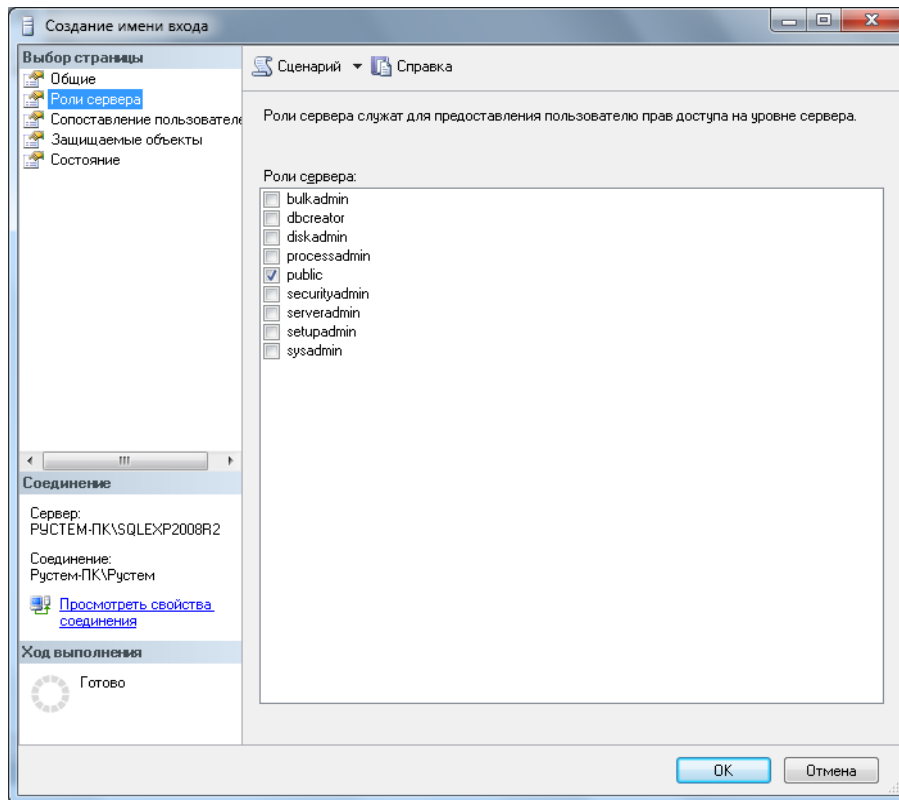 Создание имени входа
Выбор страницы
Общие
Роли сервера
Сопоставление пользователе
Защищаемые объекты
Состояние
Сценарий
Справка
Роли сервера служат для предоставления пользователю прав доступа на уровне сервера.
Роли сервера:
bulkadmin
dbcreator
diskadmin
processadmin
public
securityadmin
serveradmin
setupadmin
sysadmin
Соединение
Сервер:
РУСТЕМ-ПК\SQLEXP2008R2
Соединение:
Рустем-ПК\Рустем
Просмотреть свойства
соединения
Ход выполнения
Готово
OK
Отмена